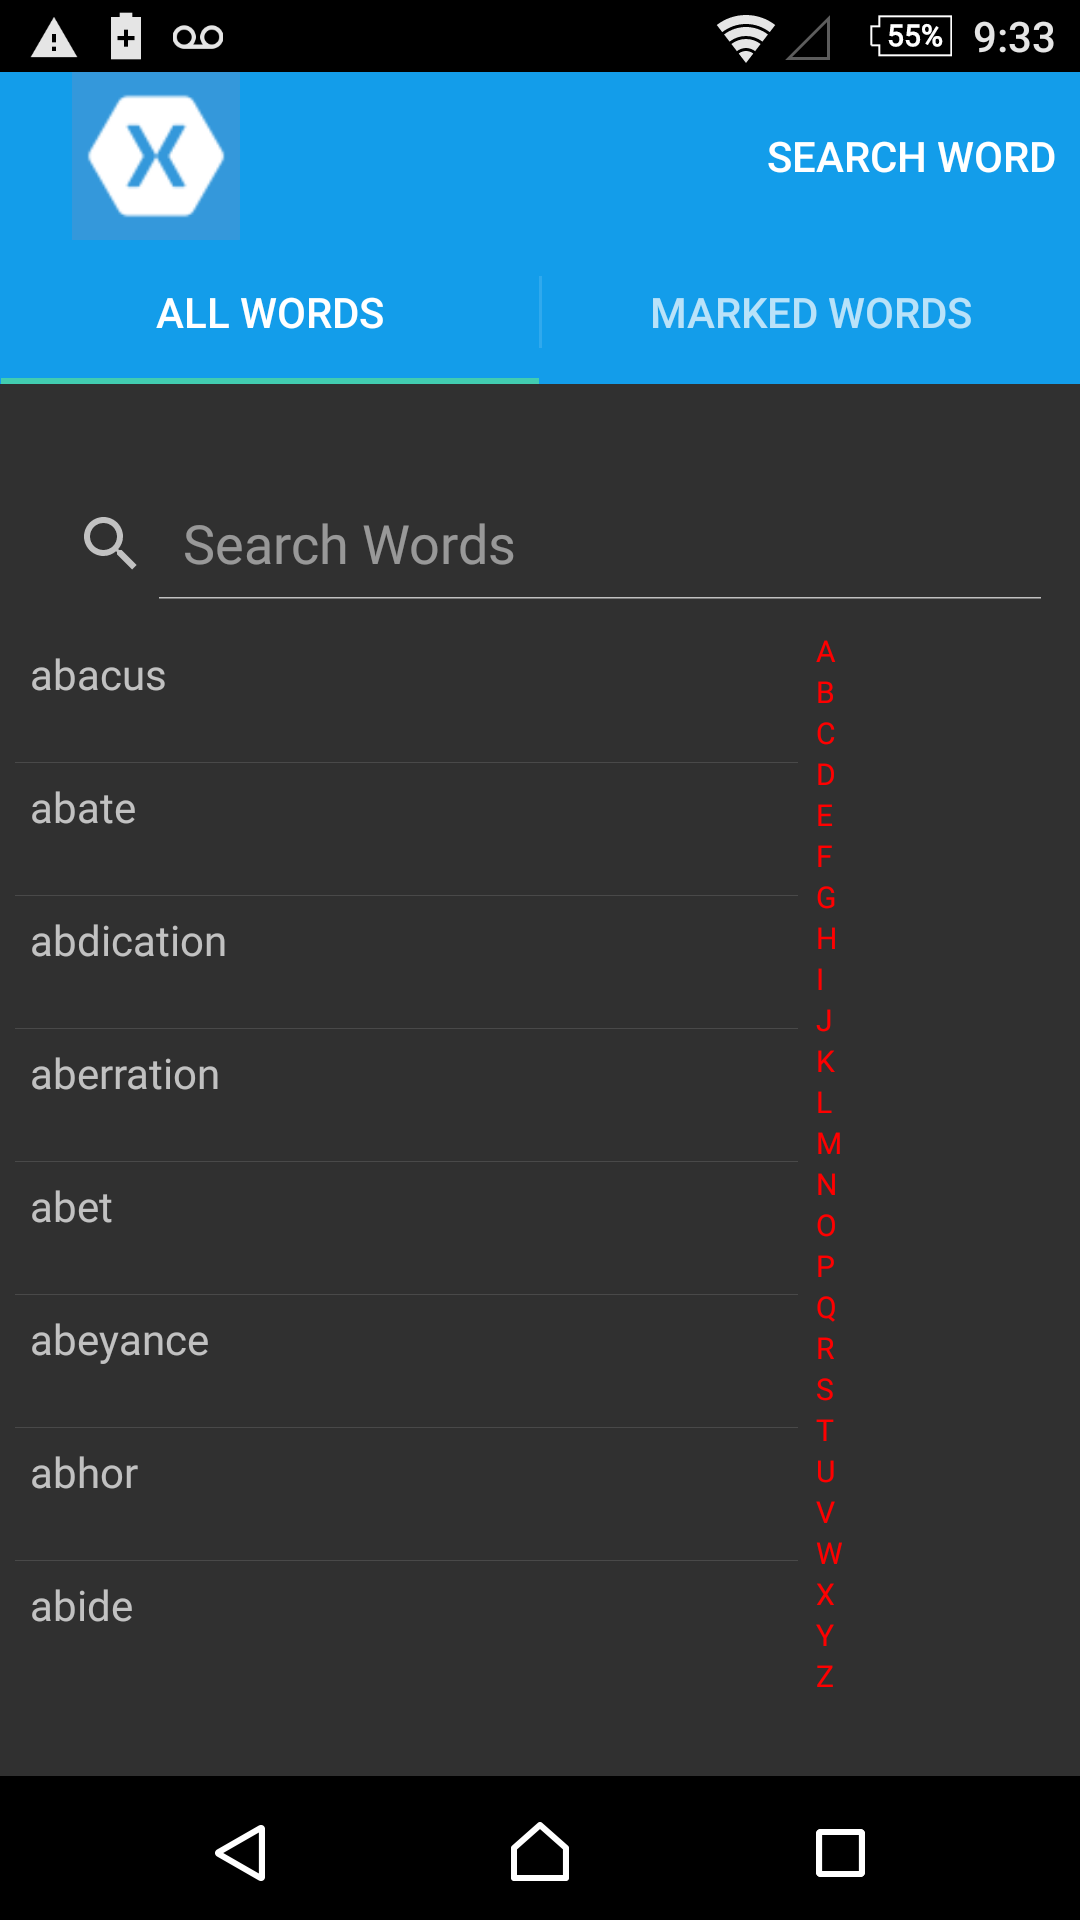 55% 9:33
X
SEARCH WORD
ALL WORDS MARKED WORDS
Search Words
abacus
abate
abdication
aberration
abet
abeyance
abhor
abide
A
B
C
D
E
F
G
H
I
J
K
L
M
N
O
P
Q
R
S
T
U
V
W
X
Y
Z